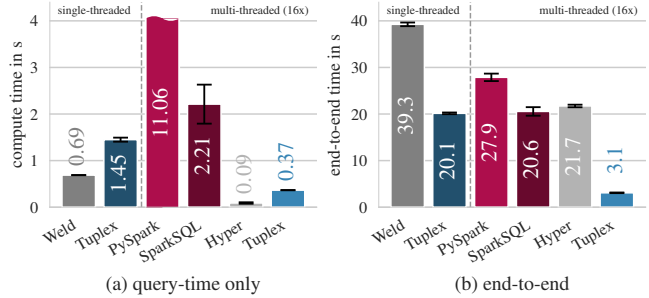 single-threaded multi-threaded (16x)
compute time in s
4
3
2
1
0
0.69
1.45
11.06
2.21
0.09
0.37
Weld
Tuplex
PySpark
SparkSQL
Hyper
Tuplex
(a) query-time only
single-threaded multi-threaded (16x)
end-to-end time in s
40
30
20
10
0
39.3
20.1
27.9
20.6
21.7
3.1
Weld
Tuplex
PySpark
SparkSQL
Hyper
Tuplex
(b) end-to-end